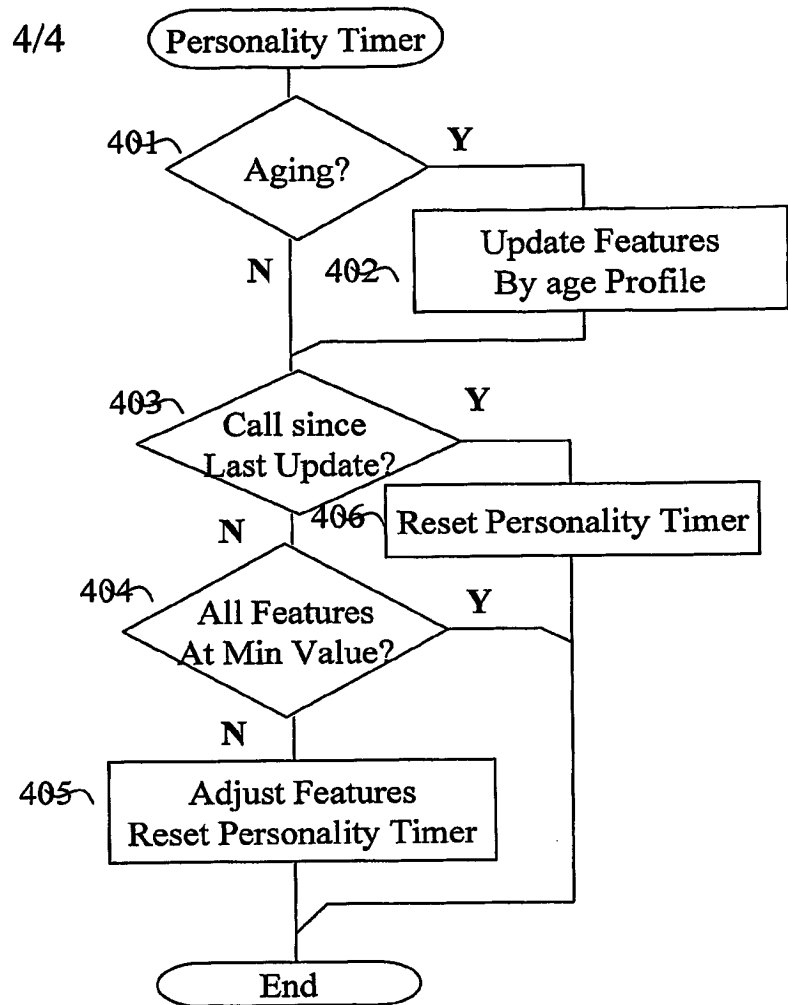 4/4
Personality Timer
401
Aging?
Y
N
402
Update Features
By age Profile
403
Call since
Last Update?
Y
N
406
Reset Personality Timer
404
All Features
At Min Value?
Y
N
405
Adjust Features
Reset Personality Timer
End